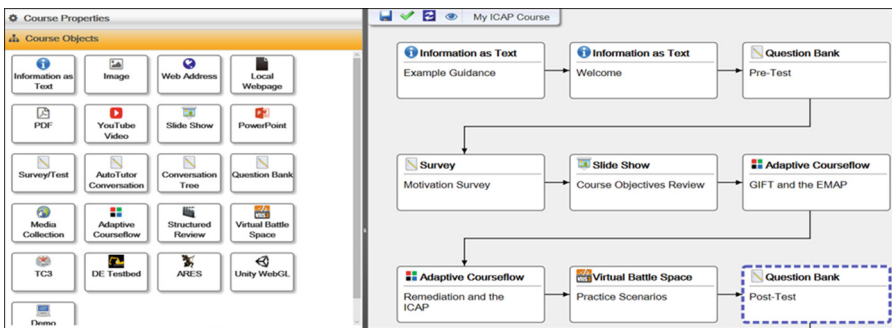 Course Properties
Course Objects
Information as
Text
Image
Web Address
Local
Webpage
PDF
YouTube
Video
Slide Show
PowerPoint
Survey/Test
AutoTutor
Conversation
Conversation
Tree
Question Bank
Media
Collection
Adaptive
Courseflow
Structured
Review
Virtual Battle
Space
TC3
DE Testbed
ARES
Unity WebGL
Demo
My ICAP Course
Information as Text
Example Guidance
Information as Text
Welcome
Question Bank
Pre-Test
Survey
Motivation Survey
Slide Show
Course Objectives Review
Adaptive Courseflow
GIFT and the EMAP
Adaptive Courseflow
Remediation and the
ICAP
Virtual Battle Space
Practice Scenarios
Question Bank
Post-Test